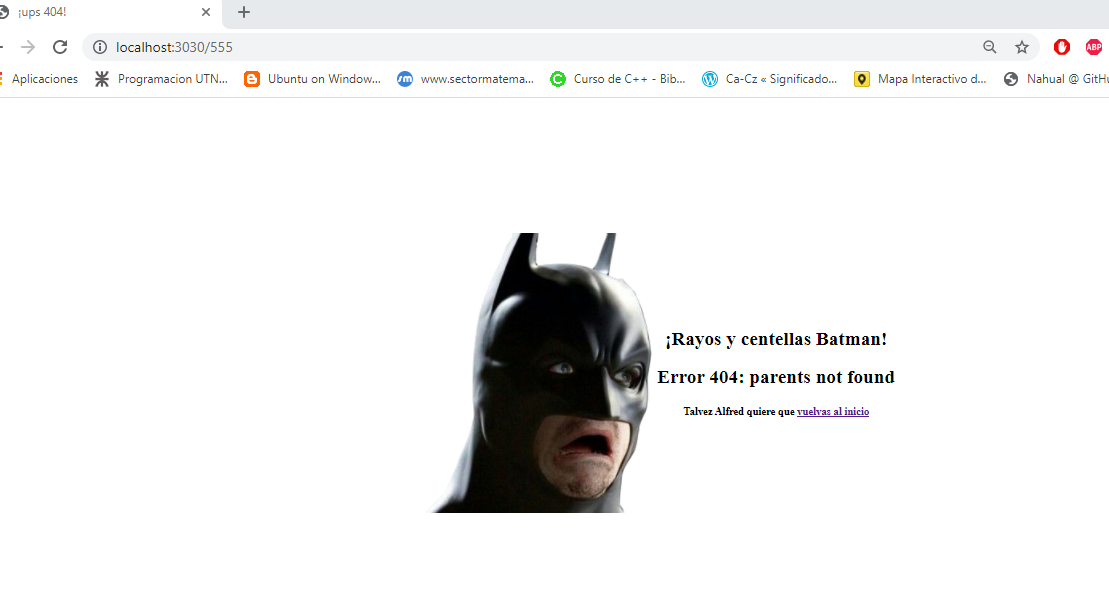 ¡ups 404!
localhost:3030/555
ABP
Aplicaciones
Programacion UTN...
Ubuntu on Window...
www.sectormatema...
Curso de C++ - Bib...
Ca-Cz « Significado...
Mapa Interactivo d...
Nahual @ GitHu
¡Rayos y centellas Batman!
Error 404: parents not found
Talvez Alfred quiere que vuelvas al inicio